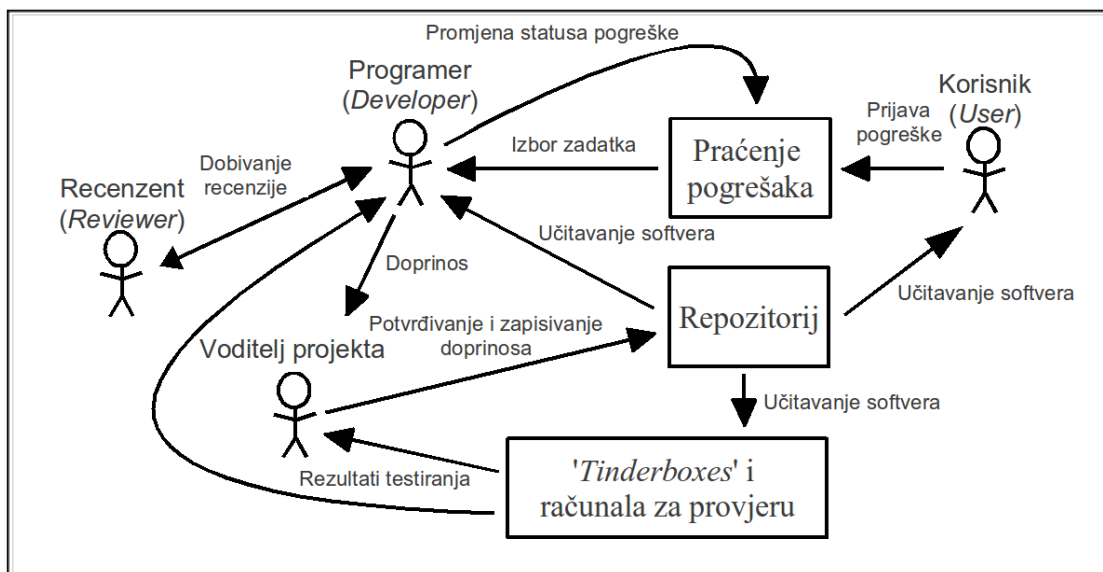 Promjena statusa pogreške
Programer
(Developer)
Korisnik
(User)
Prijava
pogreške
Izbor zadatka
Praćenje
pogrešaka
Dobivanje
recenzije
Recenzent
(Reviewer)
Učitavanje softvera
Doprinos
Učitavanje softvera
Repozitorij
Potvrđivanje i zapisivanje
doprinosa
Voditelj projekta
Učitavanje softvera
'Tinderboxes' i
računala za provjeru
Rezultati testiranja